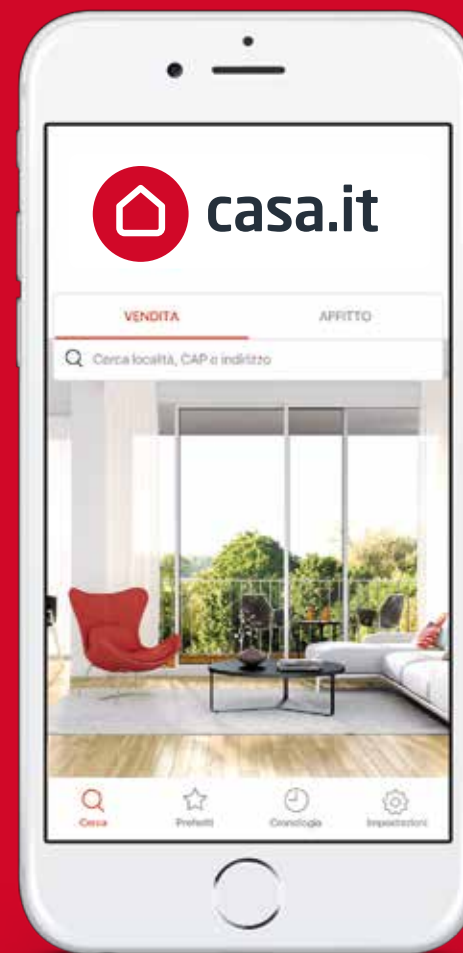 casa.it
VENDITA AFFITTO
Cerca località, CAP o indirizzo
Cerca Preferiti Cronologia Impostazioni